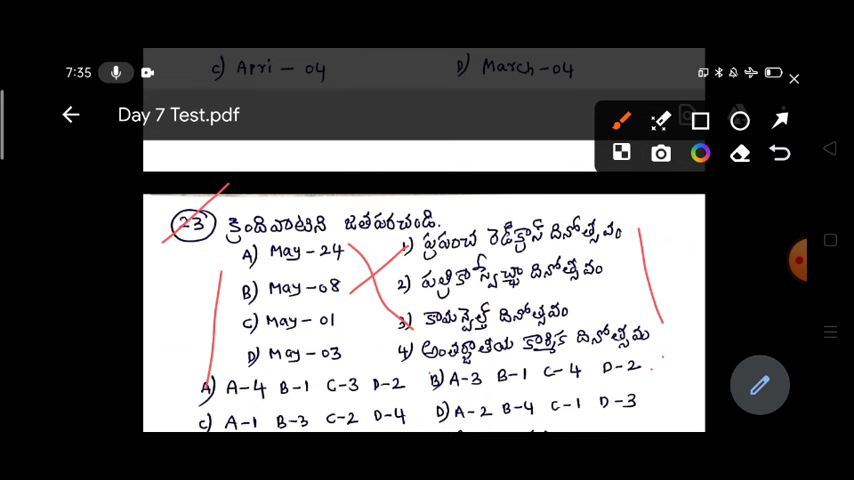 C) Apri - 04 D) March - 04
7:35
Day 7 Test.pdf
23 క్రిందివాటిని జతపరచండి.
A) May - 24 1) ప్రపంచ రెడ్‌క్రాస్ దినోత్సవం
B) May - 08 2) పత్రికాస్వేచ్ఛా దినోత్సవం
C) May - 01 3) కామన్వెల్త్ దినోత్సవం
D) May - 03 4) అంతర్జాతీయ కార్మిక దినోత్సవ
A) A-4 B-1 C-3 D-2 B) A-3 B-1 C-4 D-2
C) A-1 B-3 C-2 D-4 D) A-2 B-4 C-1 D-3